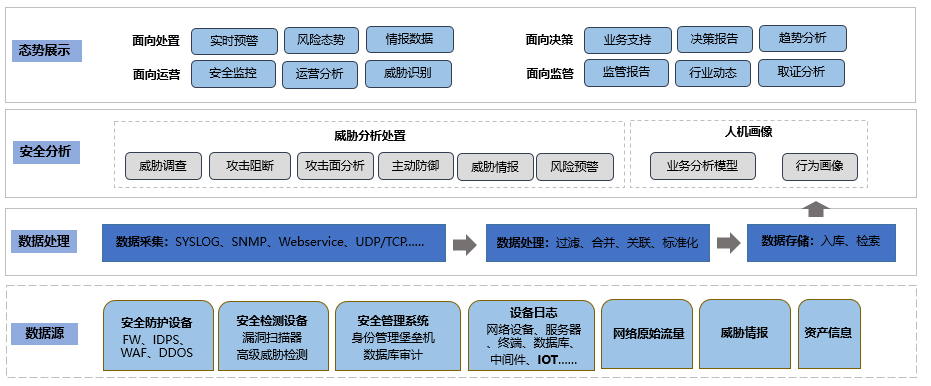 态势展示
面向处置 实时预警 风险态势 情报数据 面向决策 业务支持 决策报告 趋势分析
面向运营 安全监控 运营分析 威胁识别 面向监管 监管报告 行业动态 取证分析
安全分析
威胁分析处置 人机画像
威胁调查 攻击阻断 攻击面分析 主动防御 威胁情报 风险预警 业务分析模型 行为画像
数据处理
数据采集：SYSLOG、SNMP、Webservice、UDP/TCP...... 数据处理：过滤、合并、关联、标准化 数据存储：入库、检索
数据源
安全防护设备
FW、IDPS、
WAF、DDOS
安全检测设备
漏洞扫描器
高级威胁检测
安全管理系统
身份管理堡垒机
数据库审计
设备日志
网络设备、服务器
、终端、数据库、
中间件、IOT......
网络原始流量
威胁情报
资产信息